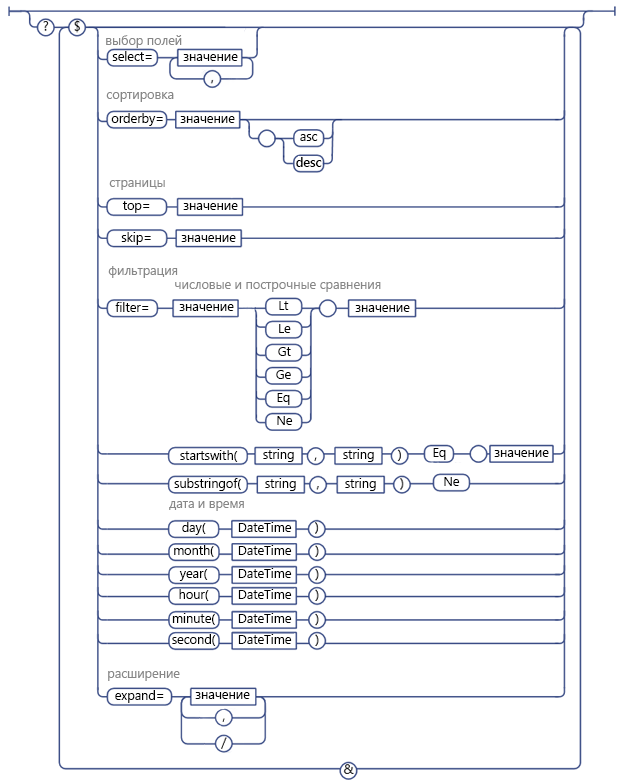 ? $
выбор полей
select= значение
,
сортировка
orderby= значение
asc
desc
страницы
top= значение
skip= значение
фильтрация
числовые и построчные сравнения
filter= значение Lt значение
Le
Gt
Ge
Eq
Ne
startswith( string , string ) Eq значение
substringof( string , string ) Ne
дата и время
day( DateTime )
month( DateTime )
year( DateTime )
hour( DateTime )
minute( DateTime )
second( DateTime )
расширение
expand= значение
,
/
&